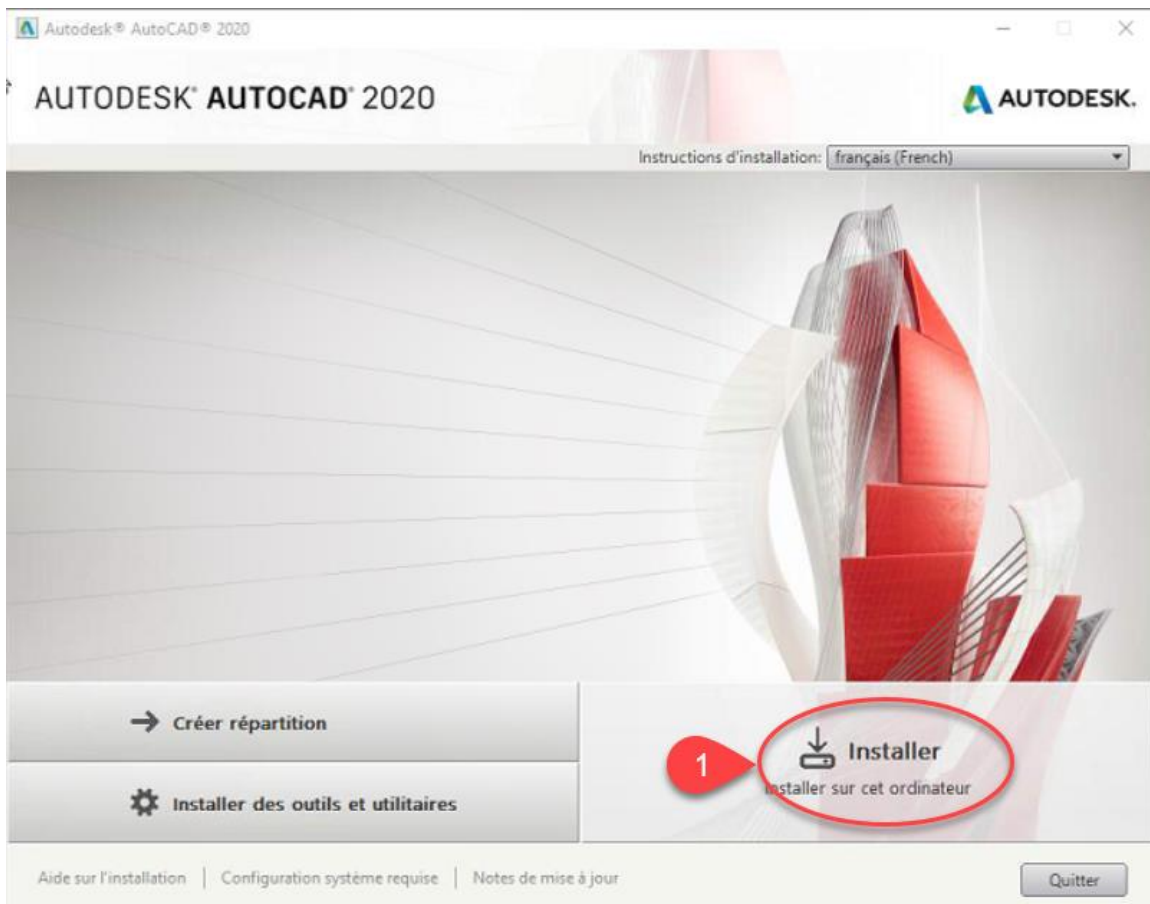 Autodesk® AutoCAD® 2020
AUTODESK® AUTOCAD® 2020
AUTODESK.
Instructions d'installation: français (French)
Créer répartition
Installer des outils et utilitaires
1
Installer
Installer sur cet ordinateur
Aide sur l'installation | Configuration système requise | Notes de mise à jour
Quitter